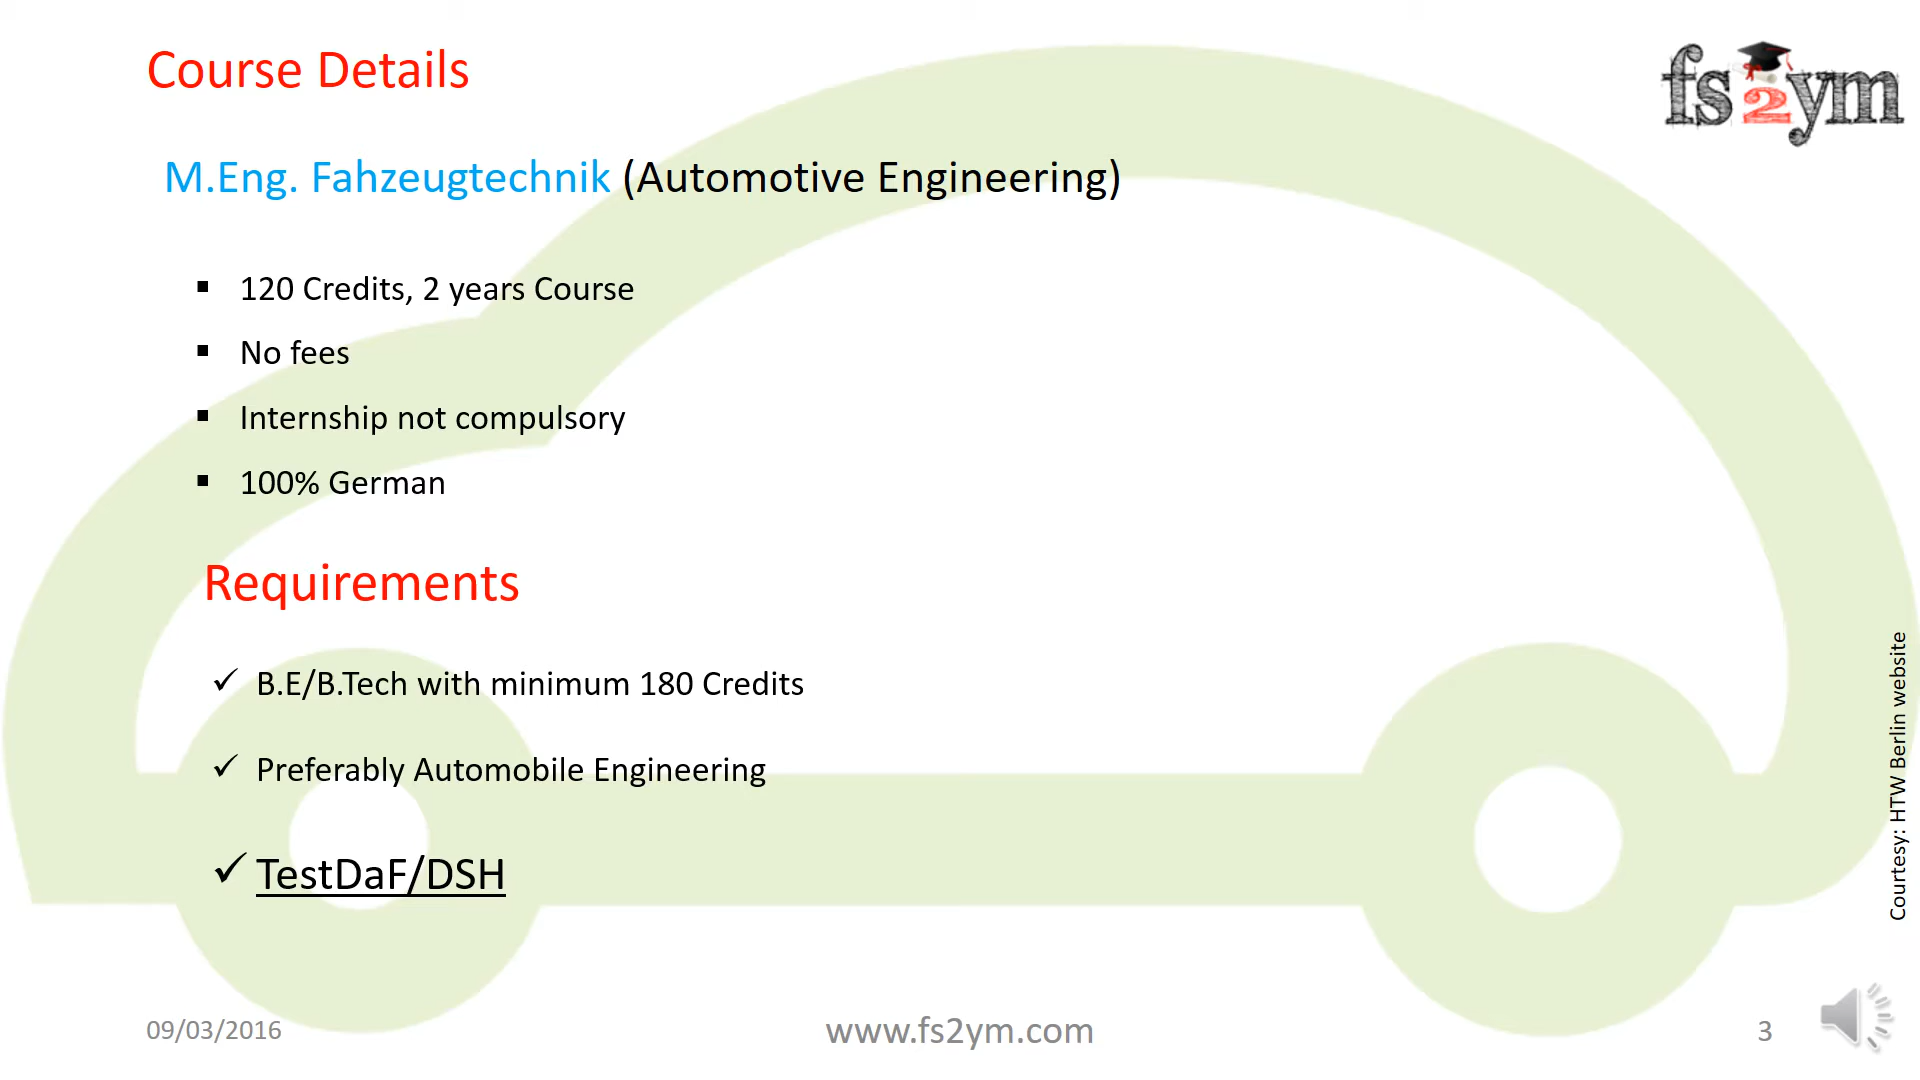 Course Details
fs2ym
M.Eng. Fahzeugtechnik (Automotive Engineering)
▪ 120 Credits, 2 years Course
▪ No fees
▪ Internship not compulsory
▪ 100% German
Requirements
✓ B.E/B.Tech with minimum 180 Credits
✓ Preferably Automobile Engineering
✓ TestDaF/DSH
Courtesy: HTW Berlin website
09/03/2016
www.fs2ym.com
3